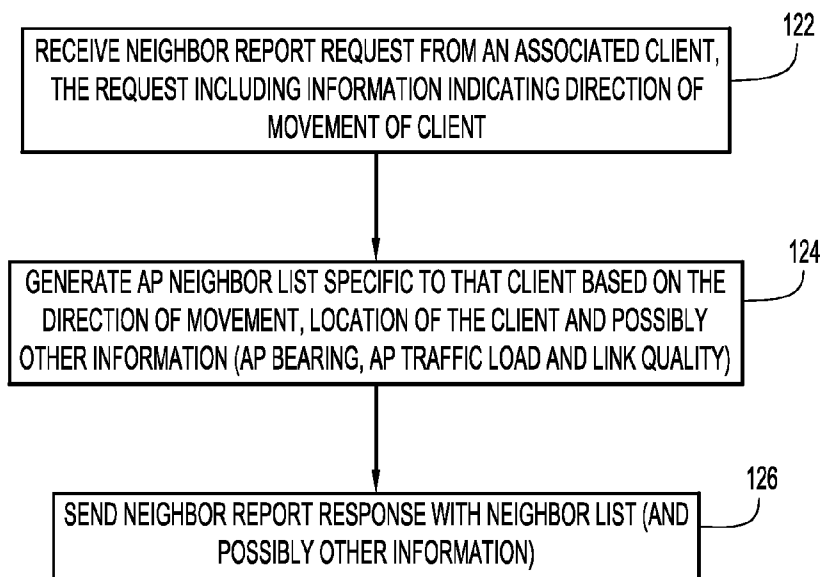 122
RECEIVE NEIGHBOR REPORT REQUEST FROM AN ASSOCIATED CLIENT,
THE REQUEST INCLUDING INFORMATION INDICATING DIRECTION OF
MOVEMENT OF CLIENT
124
GENERATE AP NEIGHBOR LIST SPECIFIC TO THAT CLIENT BASED ON THE
DIRECTION OF MOVEMENT, LOCATION OF THE CLIENT AND POSSIBLY
OTHER INFORMATION (AP BEARING, AP TRAFFIC LOAD AND LINK QUALITY)
126
SEND NEIGHBOR REPORT RESPONSE WITH NEIGHBOR LIST (AND
POSSIBLY OTHER INFORMATION)